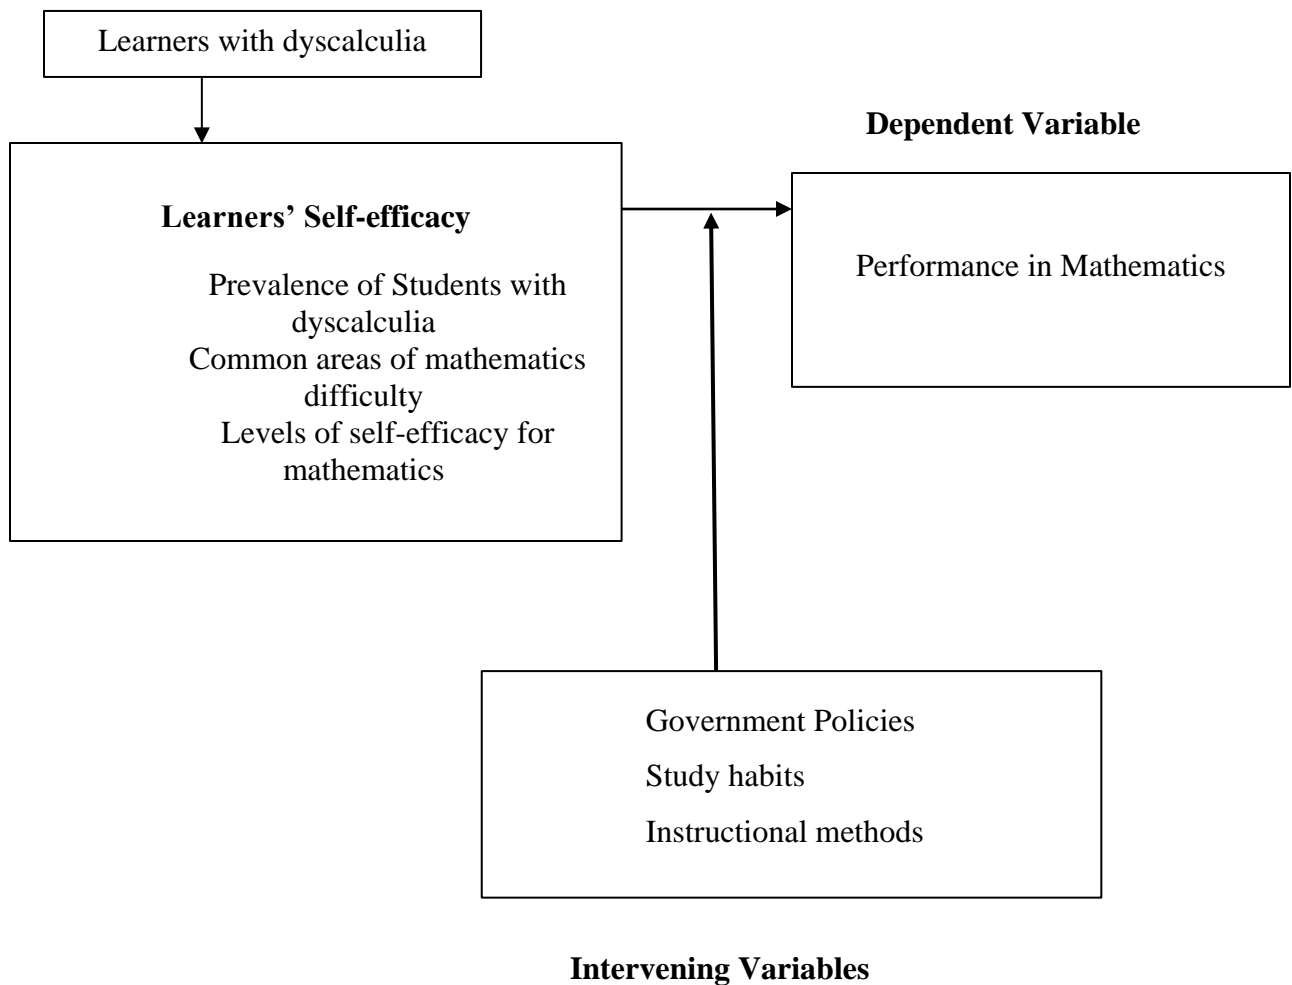 Learners with dyscalculia
Dependent Variable
Learners’ Self-efficacy
Prevalence of Students with
dyscalculia
Common areas of mathematics
difficulty
Levels of self-efficacy for
mathematics
Performance in Mathematics
Government Policies
Study habits
Instructional methods
Intervening Variables